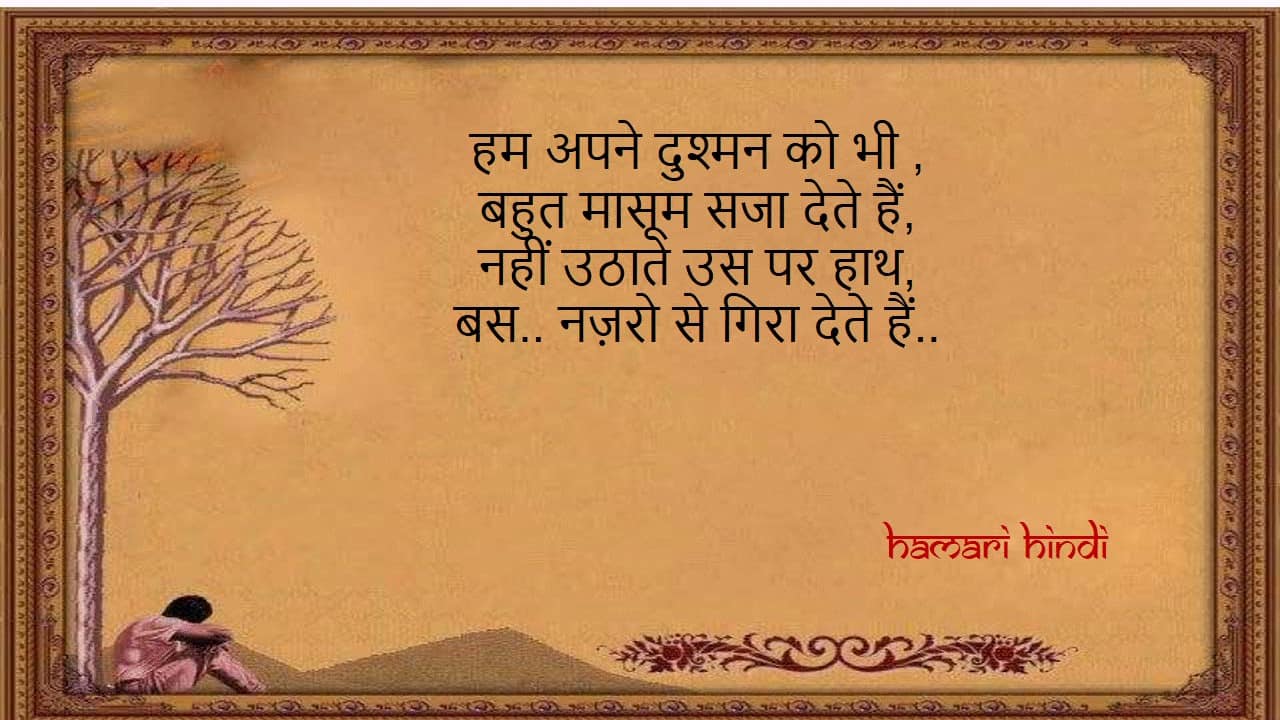 हम अपने दुश्मन को भी ,
बहुत मासूम सजा देते हैं,
नहीं उठाते उस पर हाथ,
बस.. नज़रो से गिरा देते हैं..
HAMARI HINDI